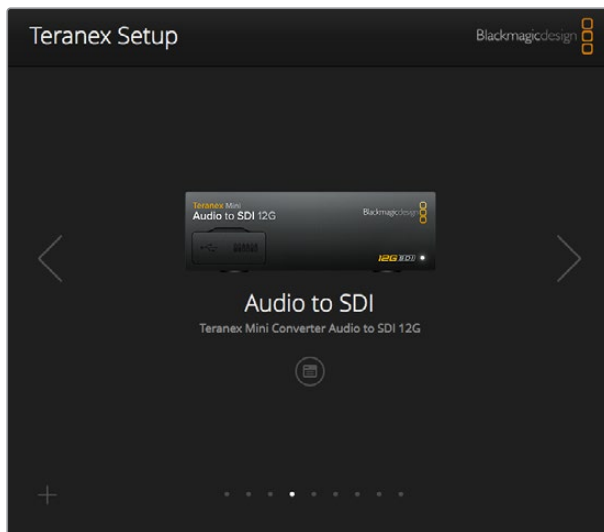 Teranex Setup
Blackmagicdesign
Teranex Mini
Audio to SDI 12G
Blackmagicdesign
12G SDI
Audio to SDI
Teranex Mini Converter Audio to SDI 12G